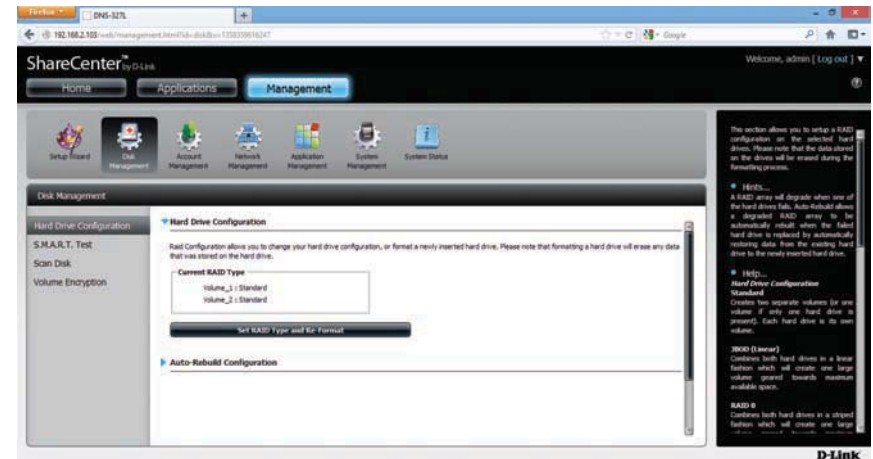 Firefox
DNS-327L
192.168.2.103/web/management.html?id=disk&s=1358339616247
Google
ShareCenter™ by D-Link
Welcome, admin [ Log out ]
Home
Applications
Management
Setup Wizard
Disk Management
Account Management
Network Management
Application Management
System Management
System Status
Disk Management
Hard Drive Configuration
S.M.A.R.T. Test
Scan Disk
Volume Encryption
Hard Drive Configuration
Raid Configuration allows you to change your hard drive configuration, or format a newly inserted hard drive. Please note that formatting a hard drive will erase any data
that was stored on the hard drive.
Current RAID Type
Volume_1 : Standard
Volume_2 : Standard
Set RAID Type and Re-Format
Auto-Rebuild Configuration
This section allows you to setup a RAID
configuration on the selected hard
drives. Please note that the data stored
on the drives will be erased during the
formatting process.
Hints...
A RAID array will degrade when one of
the hard drives fails. Auto-Rebuild allows
a degraded RAID array to be
automatically rebuilt when the failed
hard drive is replaced by automatically
restoring data from the existing hard
drive to the newly inserted hard drive.
Help...
Hard Drive Configuration
Standard
Creates two separate volumes (or one
volume if only one hard drive is
present). Each hard drive is its own
volume.
JBOD (Linear)
Combines both hard drives in a linear
fashion which will create one large
volume geared towards maximum
available space.
RAID 0
Combines both hard drives in a striped
fashion which will create one large
D-Link